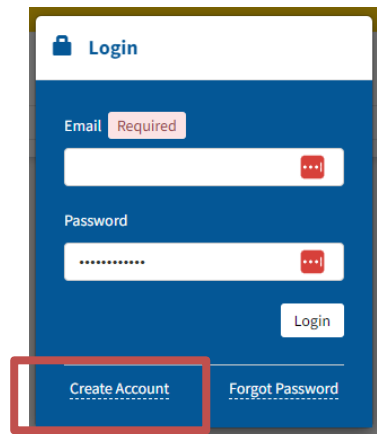 Login
Email Required
Password
••••••••••••
Login
Create Account Forgot Password